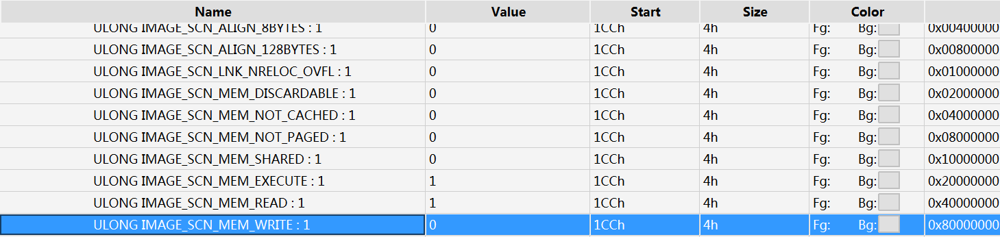 Name Value Start Size Color
ULONG IMAGE_SCN_ALIGN_8BYTES : 1 0 1CCh 4h Fg: Bg: 0x00400000
ULONG IMAGE_SCN_ALIGN_128BYTES : 1 0 1CCh 4h Fg: Bg: 0x00800000
ULONG IMAGE_SCN_LNK_NRELOC_OVFL : 1 0 1CCh 4h Fg: Bg: 0x01000000
ULONG IMAGE_SCN_MEM_DISCARDABLE : 1 0 1CCh 4h Fg: Bg: 0x02000000
ULONG IMAGE_SCN_MEM_NOT_CACHED : 1 0 1CCh 4h Fg: Bg: 0x04000000
ULONG IMAGE_SCN_MEM_NOT_PAGED : 1 0 1CCh 4h Fg: Bg: 0x08000000
ULONG IMAGE_SCN_MEM_SHARED : 1 0 1CCh 4h Fg: Bg: 0x10000000
ULONG IMAGE_SCN_MEM_EXECUTE : 1 1 1CCh 4h Fg: Bg: 0x20000000
ULONG IMAGE_SCN_MEM_READ : 1 1 1CCh 4h Fg: Bg: 0x40000000
ULONG IMAGE_SCN_MEM_WRITE : 1 0 1CCh 4h Fg: Bg: 0x80000000